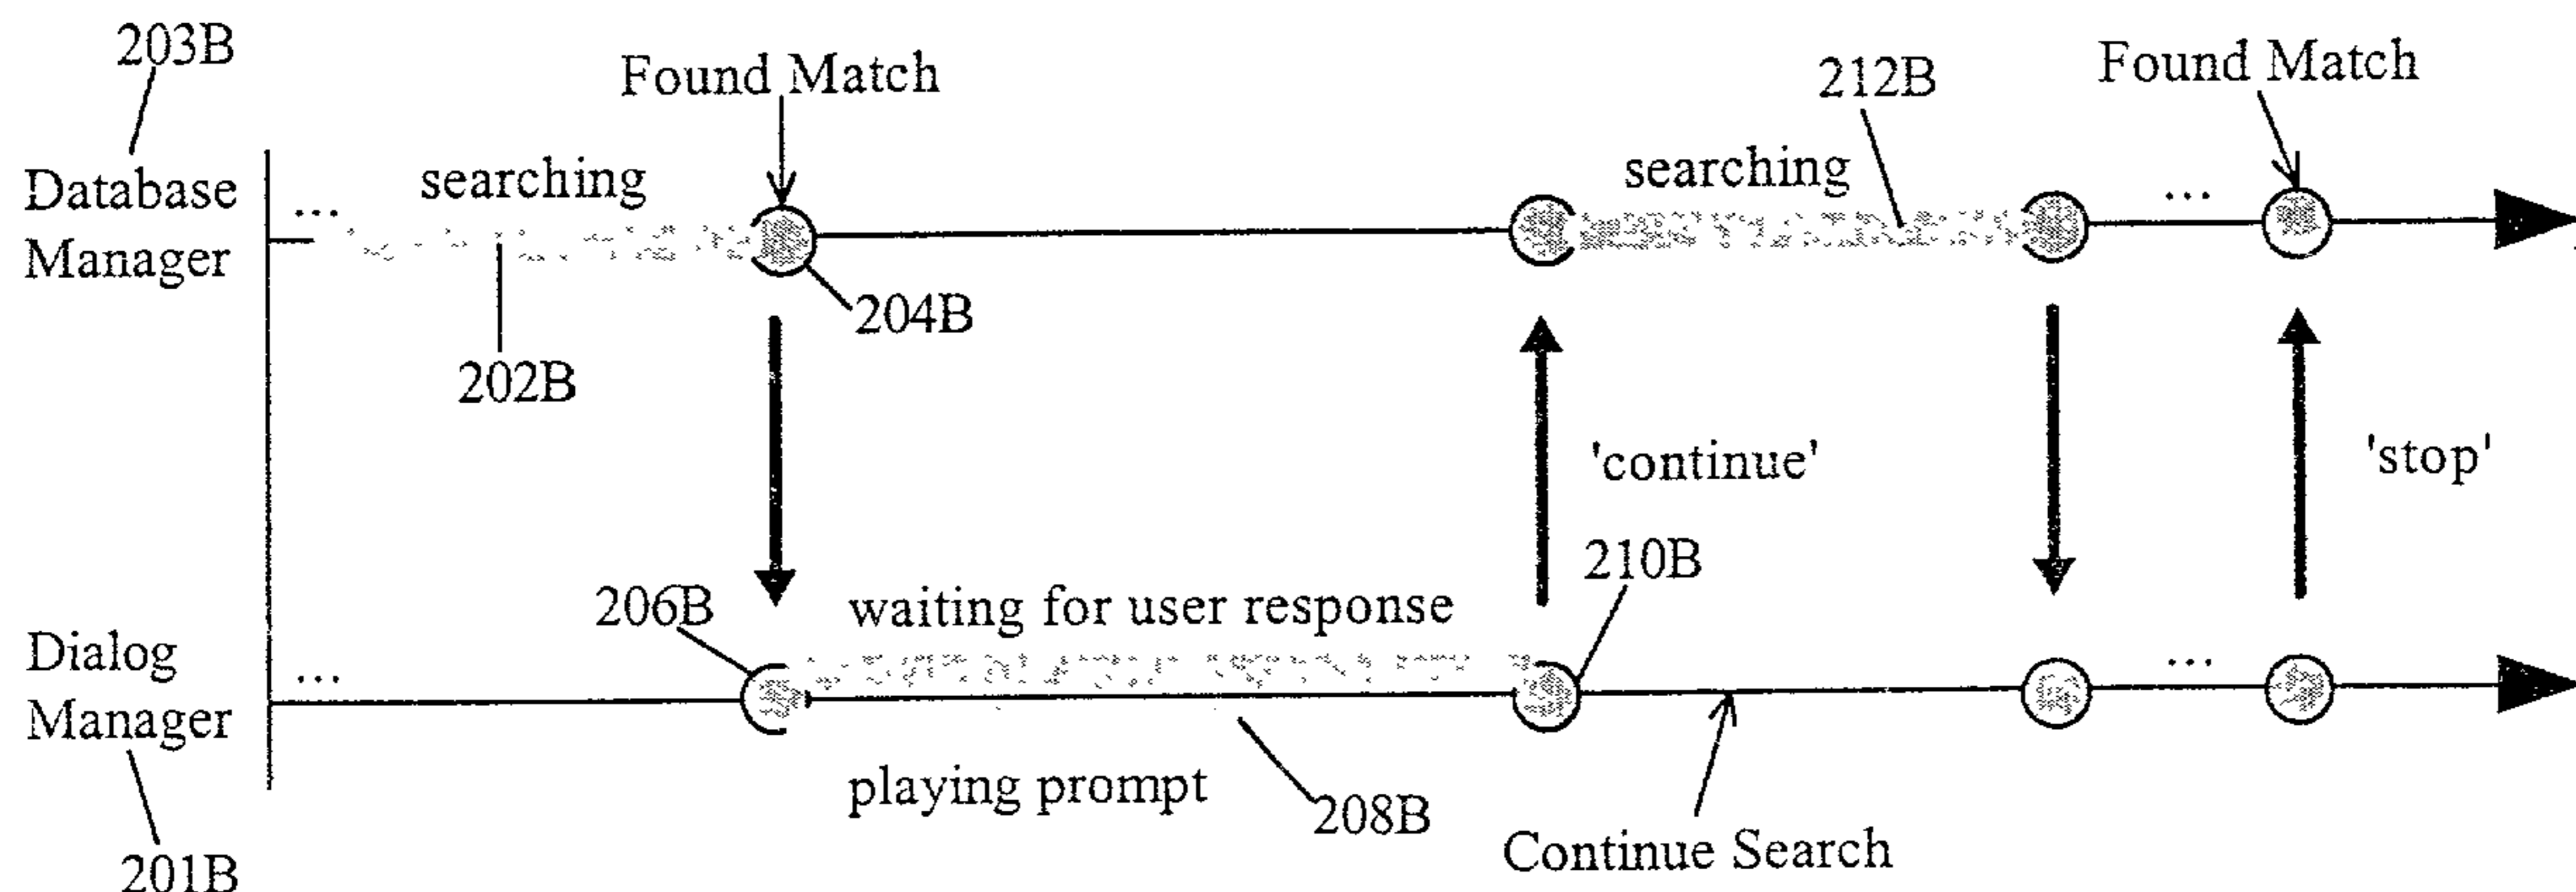 203B
Found Match
212B
Found Match
Database
Manager
...
searching
searching
...
204B
202B
'continue'
'stop'
210B
206B
waiting for user response
Dialog
Manager
...
...
playing prompt
208B
Continue Search
201B